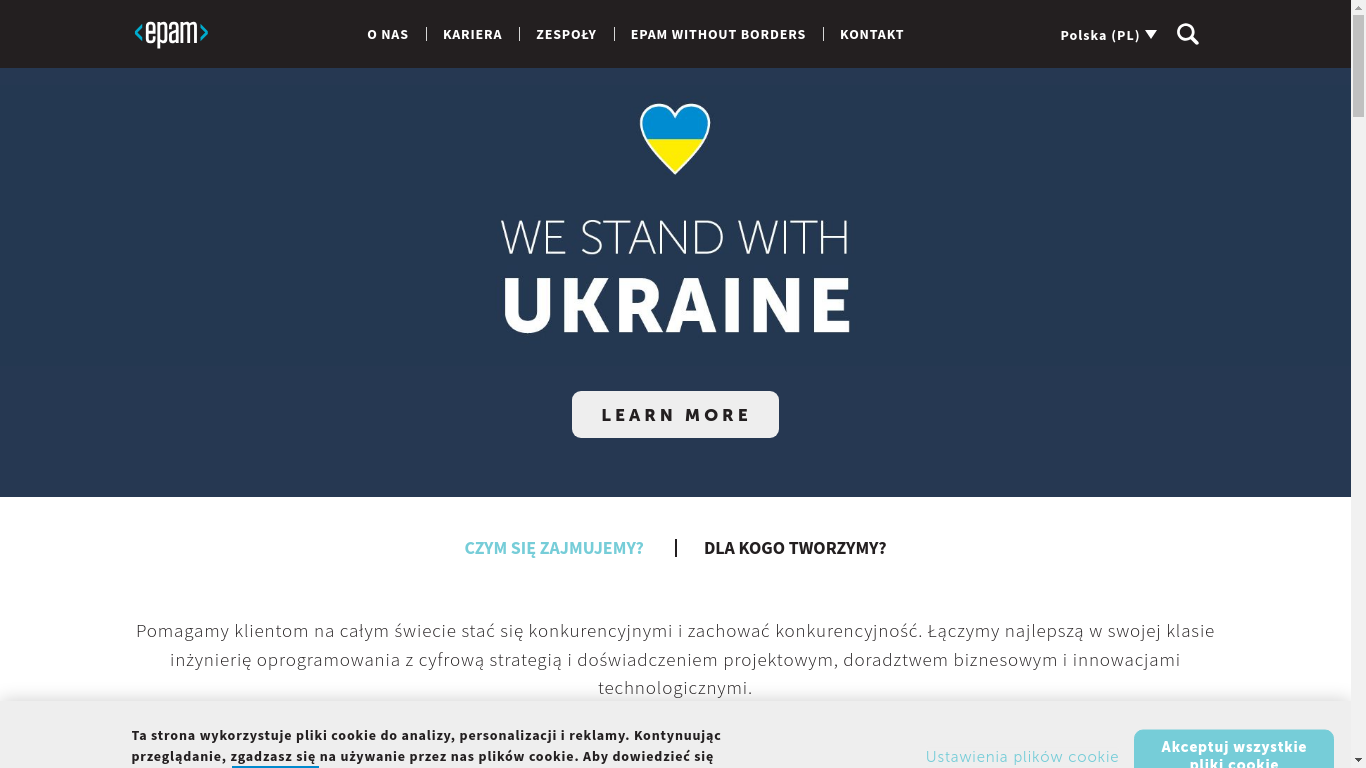 <epam>
O NAS
KARIERA
ZESPOŁY
EPAM WITHOUT BORDERS
KONTAKT
Polska (PL)
WE STAND WITH
UKRAINE
LEARN MORE
CZYM SIĘ ZAJMUJEMY?
DLA KOGO TWORZYMY?
Pomagamy klientom na całym świecie stać się konkurencyjnymi i zachować konkurencyjność. Łączymy najlepszą w swojej klasie
inżynierię oprogramowania z cyfrową strategią i doświadczeniem projektowym, doradztwem biznesowym i innowacjami
technologicznymi.
Ta strona wykorzystuje pliki cookie do analizy, personalizacji i reklamy. Kontynuując
przeglądanie, zgadzasz się na używanie przez nas plików cookie. Aby dowiedzieć się
Ustawienia plików cookie
Akceptuj wszystkie
pliki cookie